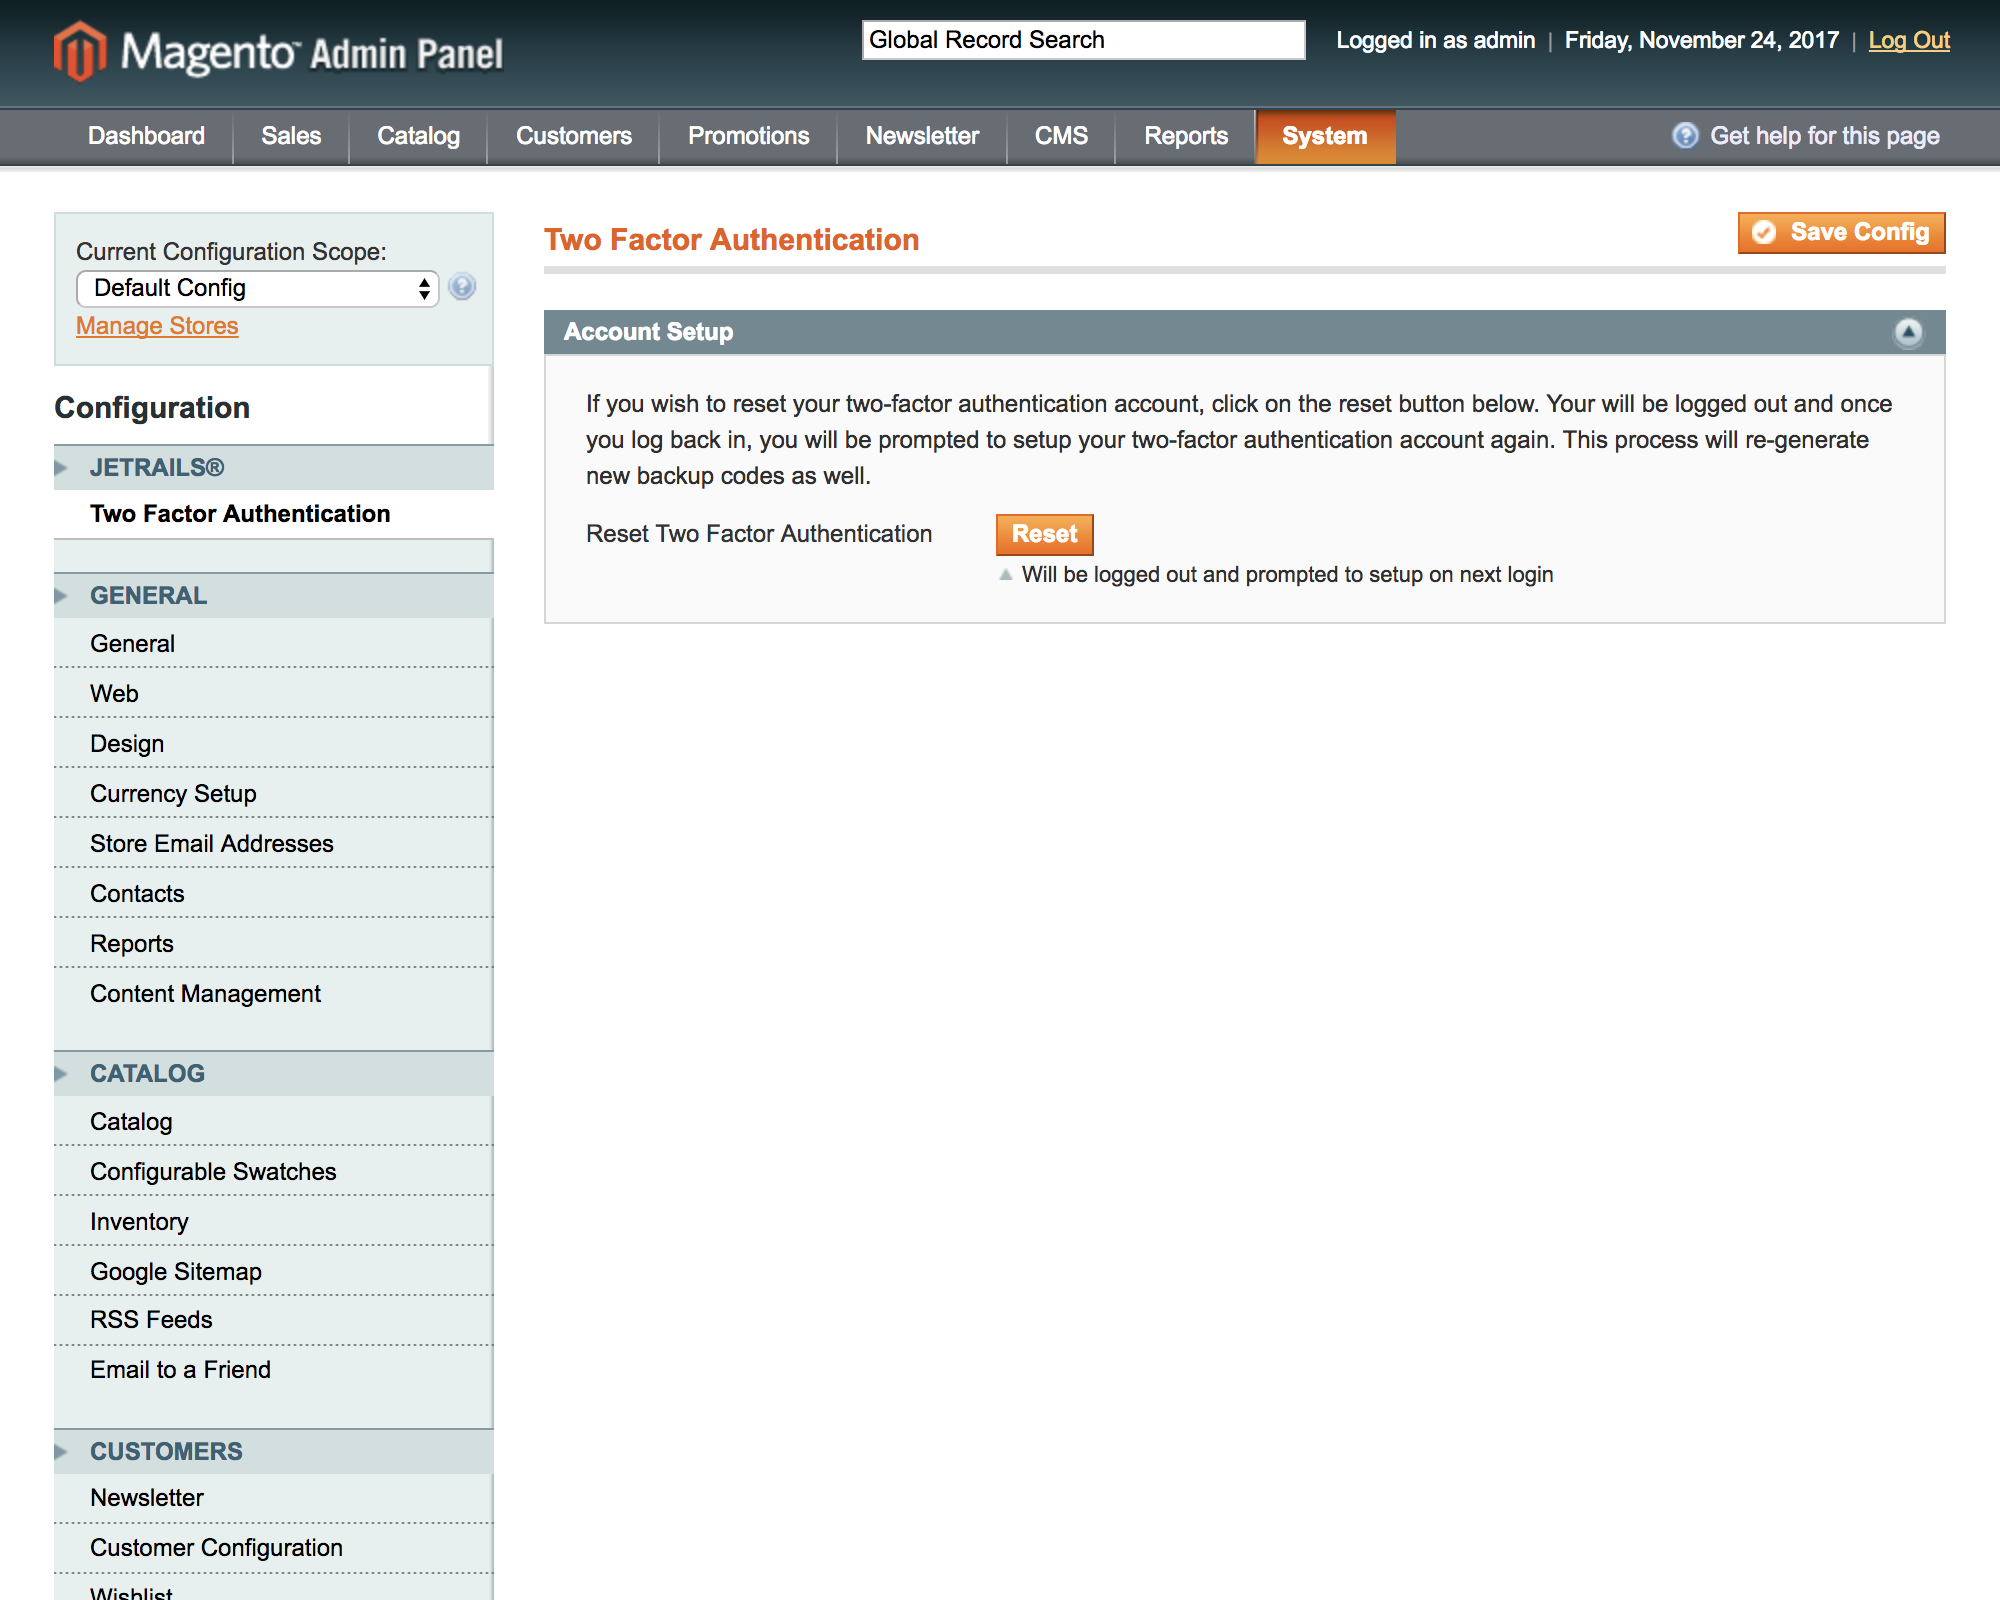 Magento™ Admin Panel
Global Record Search
Logged in as admin | Friday, November 24, 2017 | Log Out
Dashboard Sales Catalog Customers Promotions Newsletter CMS Reports System Get help for this page
Current Configuration Scope:
Default Config
Manage Stores
Configuration
JETRAILS®
Two Factor Authentication
GENERAL
General
Web
Design
Currency Setup
Store Email Addresses
Contacts
Reports
Content Management
CATALOG
Catalog
Configurable Swatches
Inventory
Google Sitemap
RSS Feeds
Email to a Friend
CUSTOMERS
Newsletter
Customer Configuration
Wishlist
Two Factor Authentication
Save Config
Account Setup
If you wish to reset your two-factor authentication account, click on the reset button below. Your will be logged out and once
you log back in, you will be prompted to setup your two-factor authentication account again. This process will re-generate
new backup codes as well.
Reset Two Factor Authentication
Reset
Will be logged out and prompted to setup on next login